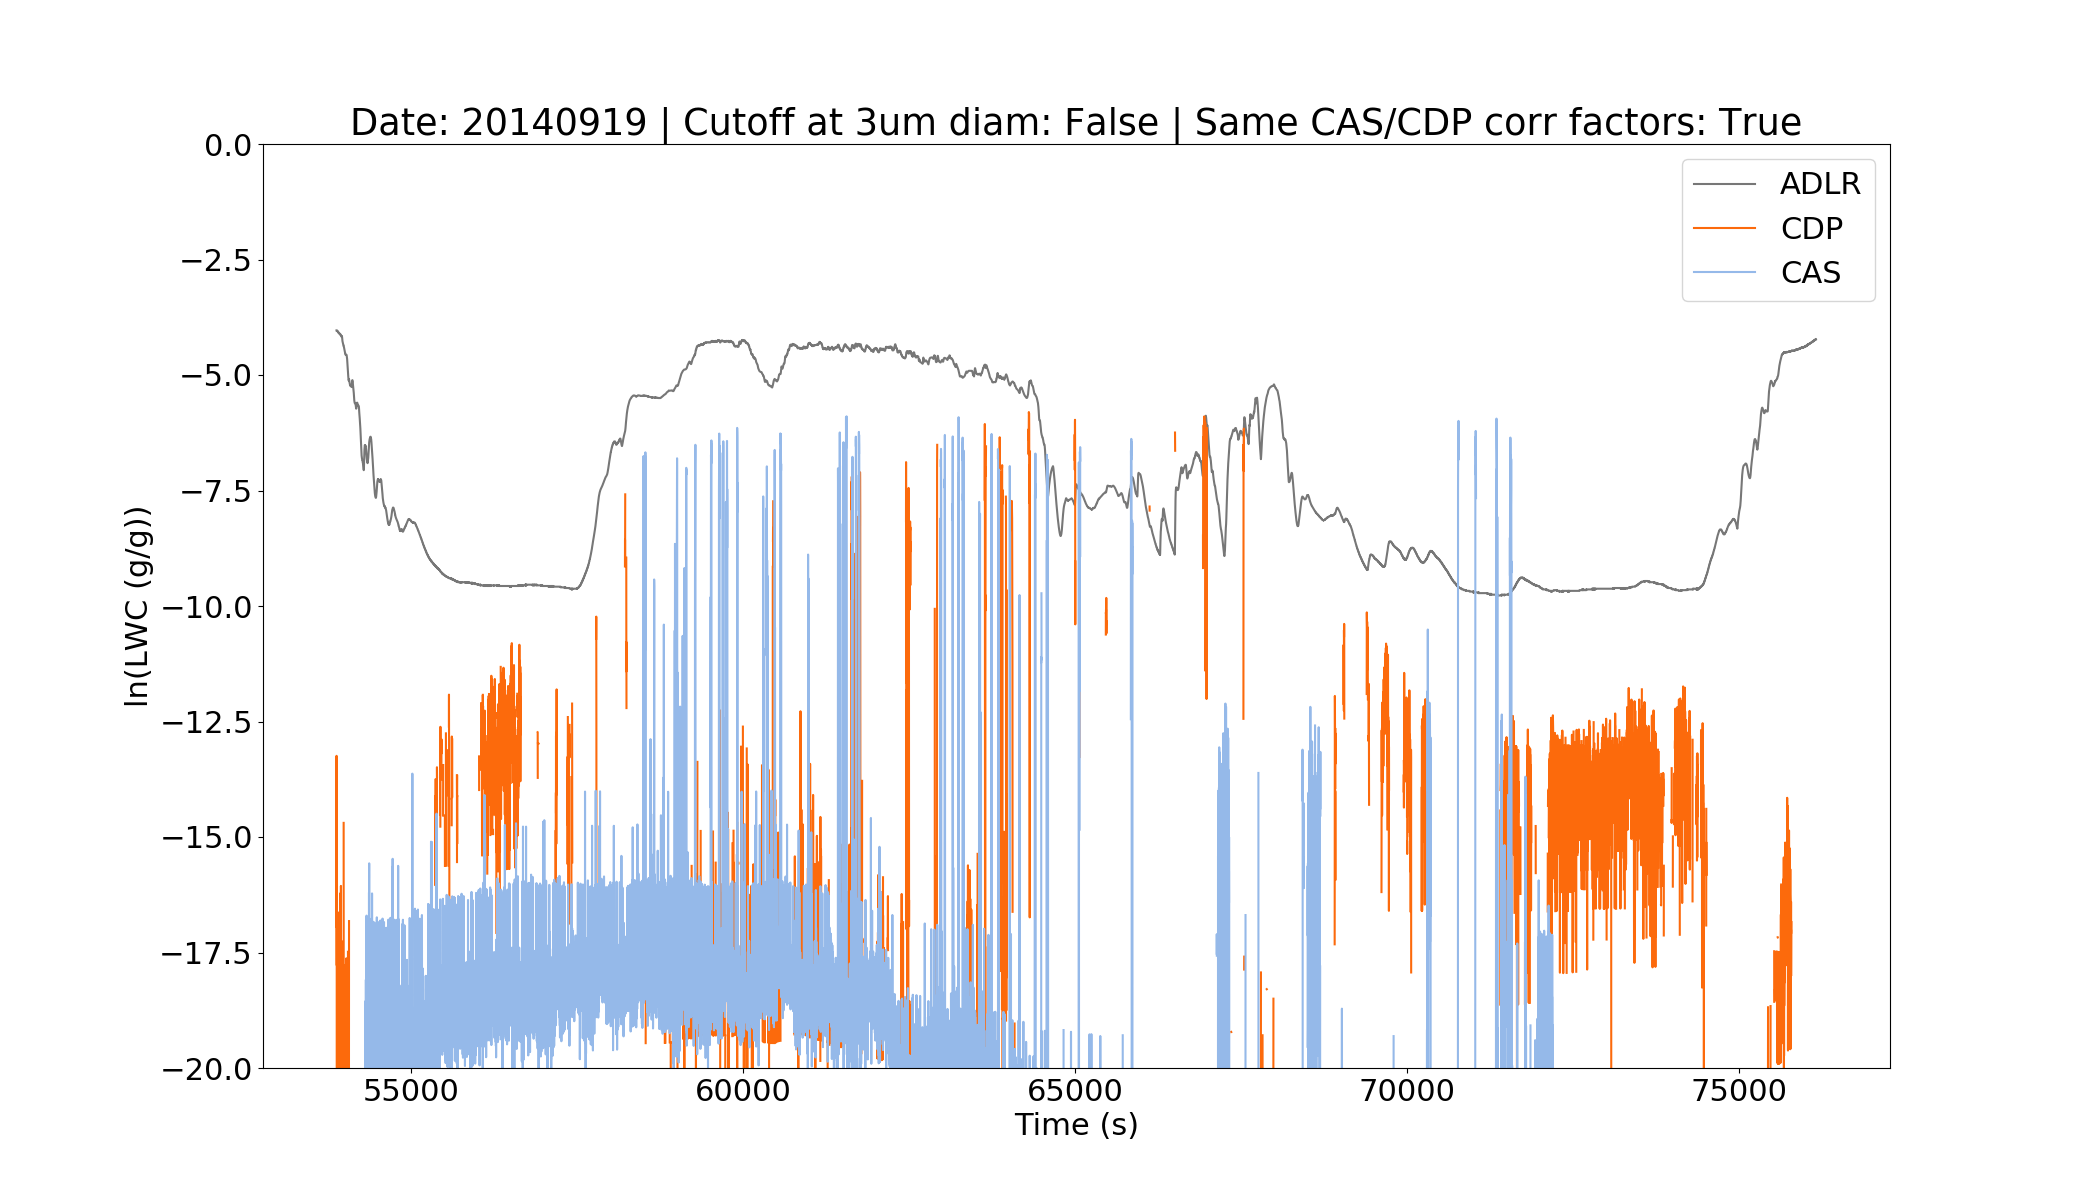 Date: 20140919 | Cutoff at 3um diam: False | Same CAS/CDP corr factors: True
ADLR
CDP
CAS
ln(LWC (g/g))
0.0
−2.5
−5.0
−7.5
−10.0
−12.5
−15.0
−17.5
−20.0
55000 60000 65000 70000 75000
Time (s)